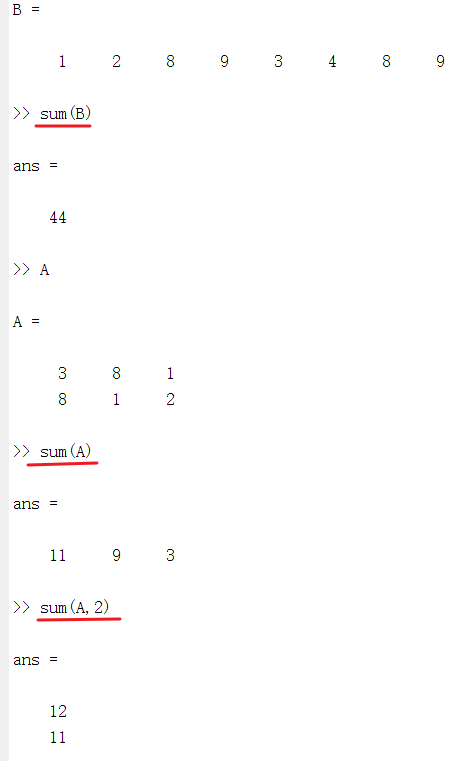 B =
1 2 8 9 3 4 8 9
>> sum(B)
ans =
44
>> A
A =
3 8 1
8 1 2
>> sum(A)
ans =
11 9 3
>> sum(A,2)
ans =
12
11